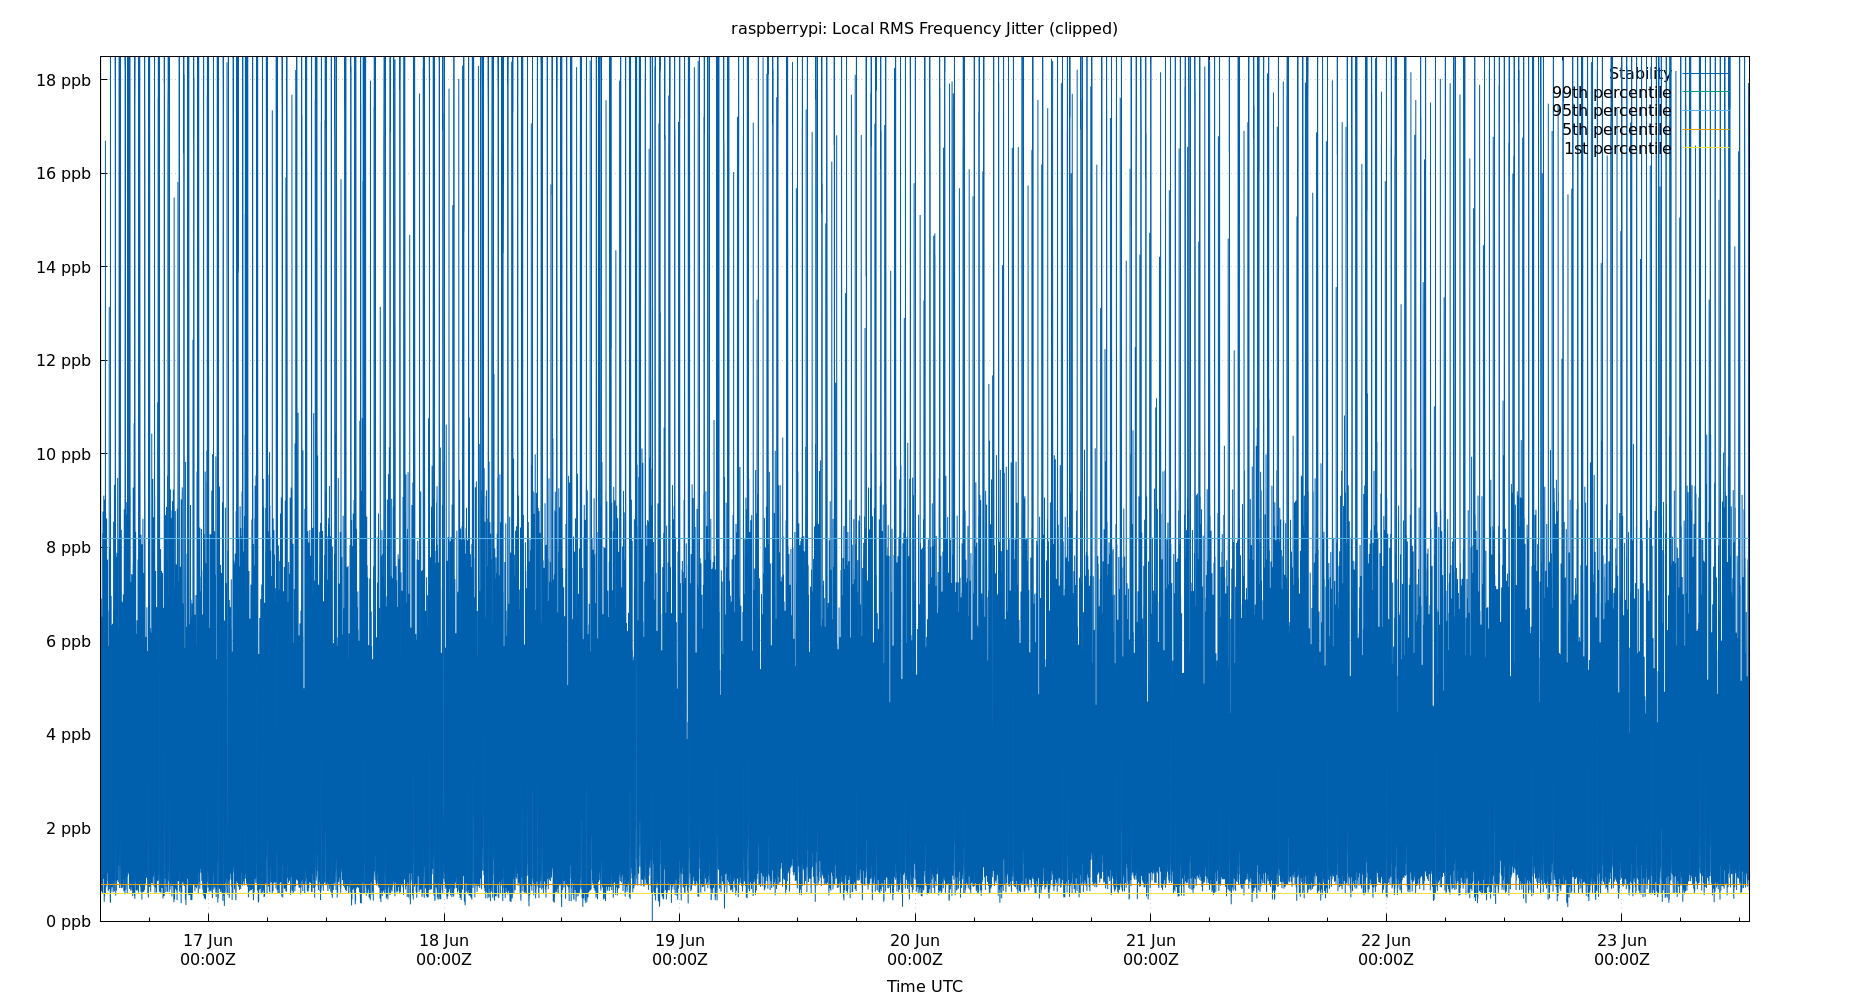 raspberrypi: Local RMS Frequency Jitter (clipped)
18 ppb
16 ppb
14 ppb
12 ppb
10 ppb
8 ppb
6 ppb
4 ppb
2 ppb
0 ppb
Stability
99th percentile
95th percentile
5th percentile
1st percentile
17 Jun 18 Jun 19 Jun 20 Jun 21 Jun 22 Jun 23 Jun
00:00Z 00:00Z 00:00Z 00:00Z 00:00Z 00:00Z 00:00Z
Time UTC